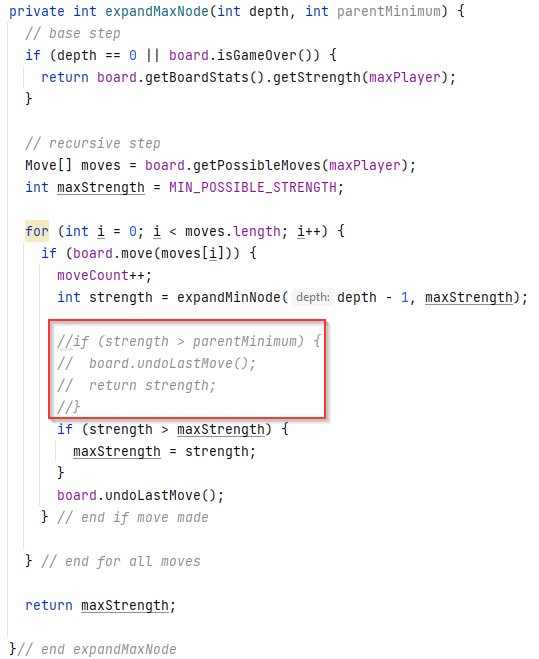 private int expandMaxNode(int depth, int parentMinimum) {
  // base step
  if (depth == 0 || board.isGameOver()) {
    return board.getBoardStats().getStrength(maxPlayer);
  }

  // recursive step
  Move[] moves = board.getPossibleMoves(maxPlayer);
  int maxStrength = MIN_POSSIBLE_STRENGTH;

  for (int i = 0; i < moves.length; i++) {
    if (board.move(moves[i])) {
      moveCount++;
      int strength = expandMinNode( depth: depth - 1, maxStrength);

      //if (strength > parentMinimum) {
      //  board.undoLastMove();
      //  return strength;
      //}
      if (strength > maxStrength) {
        maxStrength = strength;
      }
      board.undoLastMove();
    } // end if move made

  } // end for all moves

  return maxStrength;

}// end expandMaxNode